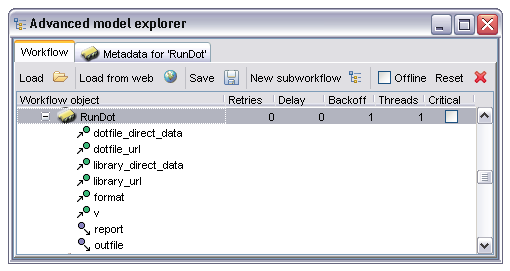 Advanced model explorer
Workflow Metadata for 'RunDot'
Load Load from web Save New subworkflow Offline Reset
Workflow object Retries Delay Backoff Threads Critical
RunDot 0 0 1 1
dotfile_direct_data
dotfile_url
library_direct_data
library_url
format
v
report
outfile